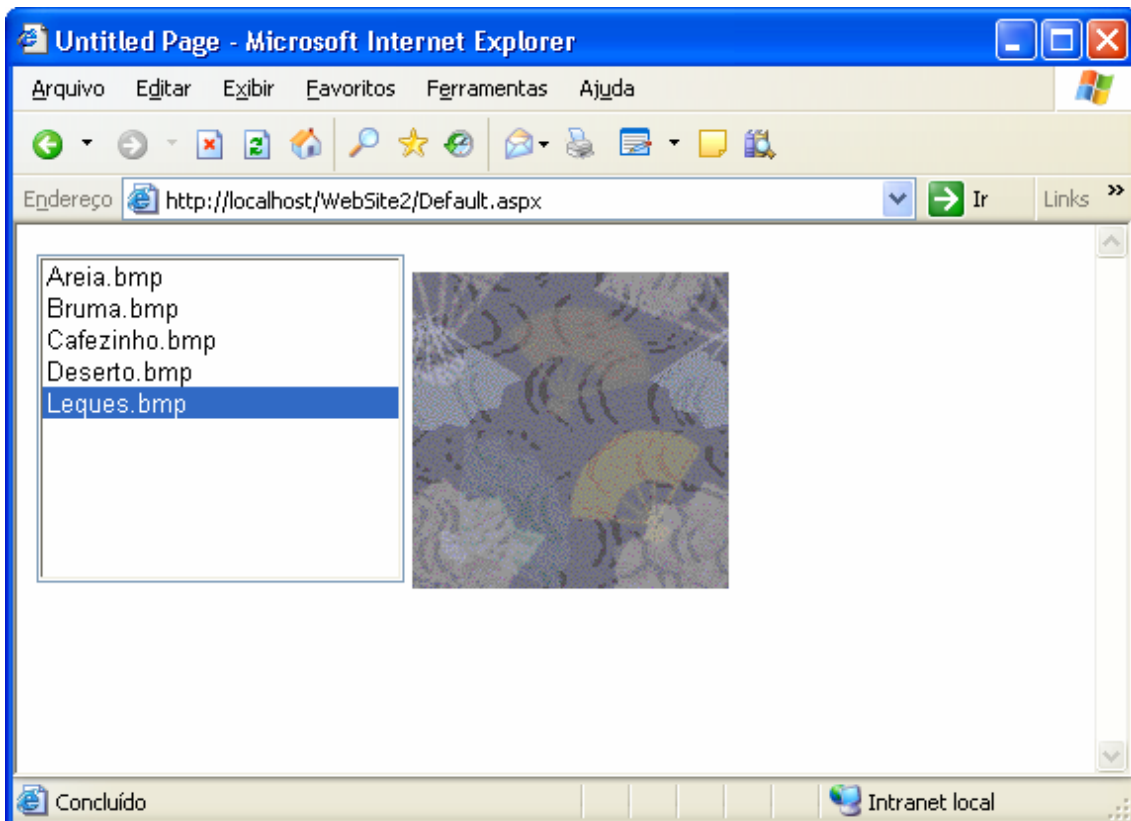 Untitled Page - Microsoft Internet Explorer
Arquivo Editar Exibir Favoritos Ferramentas Ajuda
Endereço http://localhost/WebSite2/Default.aspx Ir Links »
Areia.bmp
Bruma.bmp
Cafezinho.bmp
Deserto.bmp
Leques.bmp
Concluído Intranet local